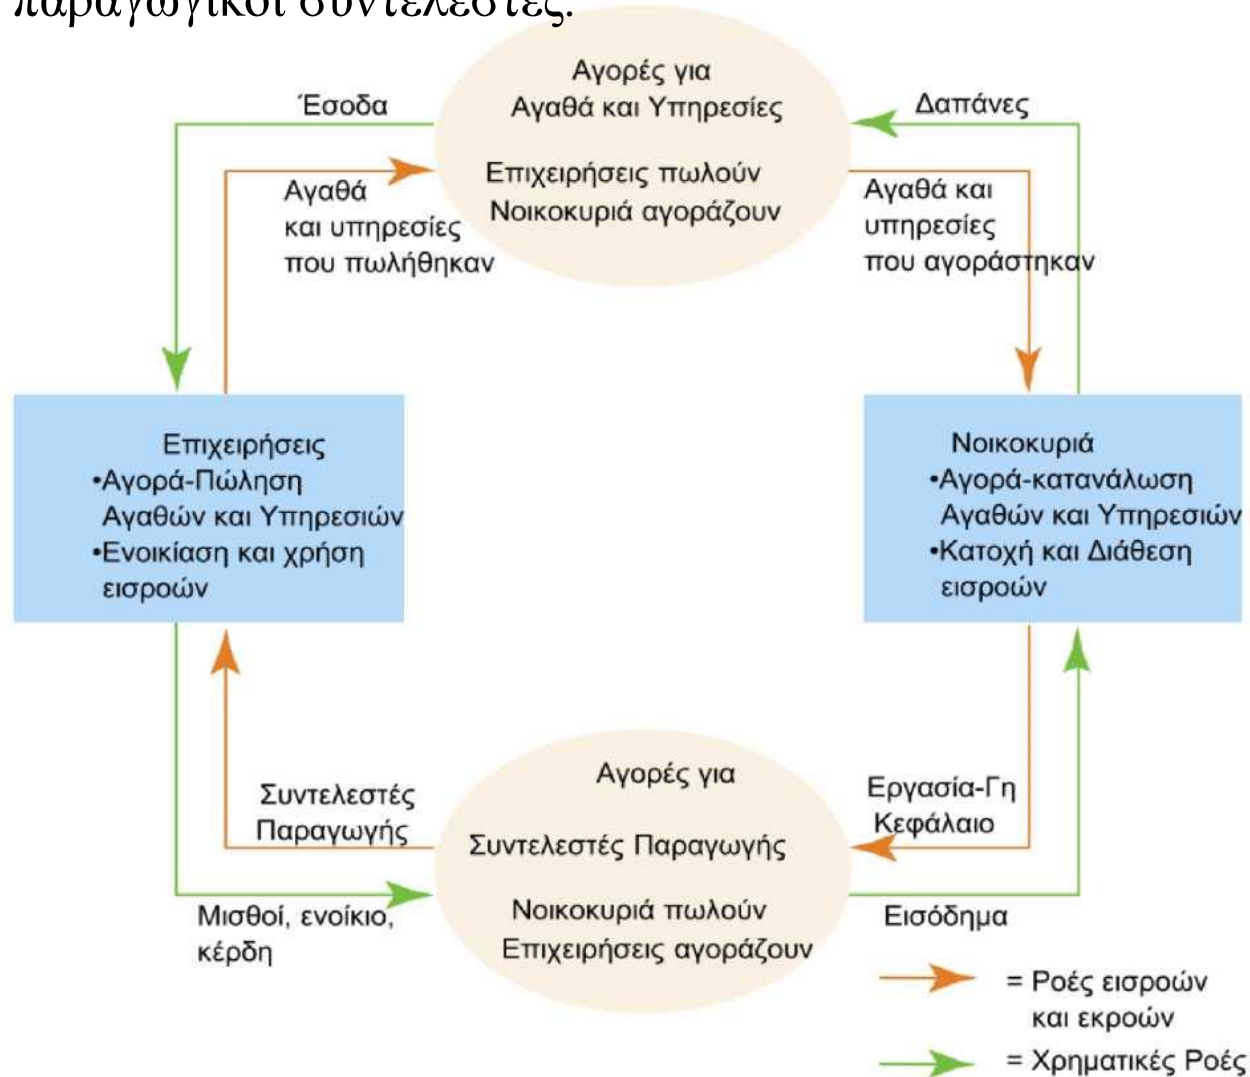 παραγωγικοί συντελεστές.
Αγορές για
Αγαθά και Υπηρεσίες
Επιχειρήσεις πωλούν
Νοικοκυριά αγοράζουν
Έσοδα
Δαπάνες
Αγαθά
και υπηρεσίες
που πωλήθηκαν
Αγαθά και
υπηρεσίες
που αγοράστηκαν
Επιχειρήσεις
•Αγορά-Πώληση
Αγαθών και Υπηρεσιών
•Ενοικίαση και χρήση
εισροών
Νοικοκυριά
•Αγορά-κατανάλωση
Αγαθών και Υπηρεσιών
•Κατοχή και Διάθεση
εισροών
Συντελεστές
Παραγωγής
Αγορές για
Συντελεστές Παραγωγής
Νοικοκυριά πωλούν
Επιχειρήσεις αγοράζουν
Εργασία-Γη
Κεφάλαιο
Μισθοί, ενοίκιο,
κέρδη
Εισόδημα
= Ροές εισροών
και εκροών
= Χρηματικές Ροές